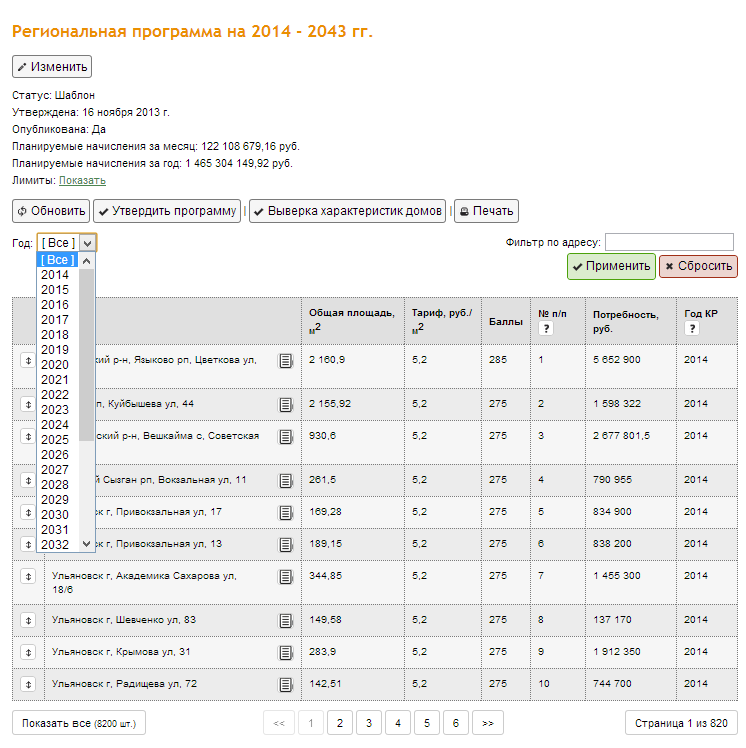 Региональная программа на 2014 - 2043 гг.
Изменить
Статус: Шаблон
Утверждена: 16 ноября 2013 г.
Опубликована: Да
Планируемые начисления за месяц: 122 108 679,16 руб.
Планируемые начисления за год: 1 465 304 149,92 руб.
Лимиты: Показать
Обновить Утвердить программу | Выверка характеристик домов | Печать
Год: [ Все ] Фильтр по адресу:
Применить Сбросить
[ Все ]
2014
2015
2016
2017
2018
2019
2020
2021
2022
2023
2024
2025
2026
2027
2028
2029
2030
2031
2032
Общая площадь, м2 Тариф, руб./м2 Баллы № п/п ? Потребность, руб. Год КР ?
кий р-н, Языково рп, Цветкова ул, 2 160,9 5,2 285 1 5 652 900 2014
п, Куйбышева ул, 44 2 155,92 5,2 275 2 1 598 322 2014
ский р-н, Вешкайма с, Советская 930,6 5,2 275 3 2 677 801,5 2014
й Сызган рп, Вокзальная ул, 11 261,5 5,2 275 4 790 955 2014
ск г, Привокзальная ул, 17 169,28 5,2 275 5 834 900 2014
ск г, Привокзальная ул, 13 189,15 5,2 275 6 838 200 2014
Ульяновск г, Академика Сахарова ул, 18/6 344,85 5,2 275 7 1 455 300 2014
Ульяновск г, Шевченко ул, 83 149,58 5,2 275 8 137 170 2014
Ульяновск г, Крымова ул, 31 283,9 5,2 275 9 1 912 350 2014
Ульяновск г, Радищева ул, 72 142,51 5,2 275 10 744 700 2014
Показать все (8200 шт.) << 1 2 3 4 5 6 >> Страница 1 из 820